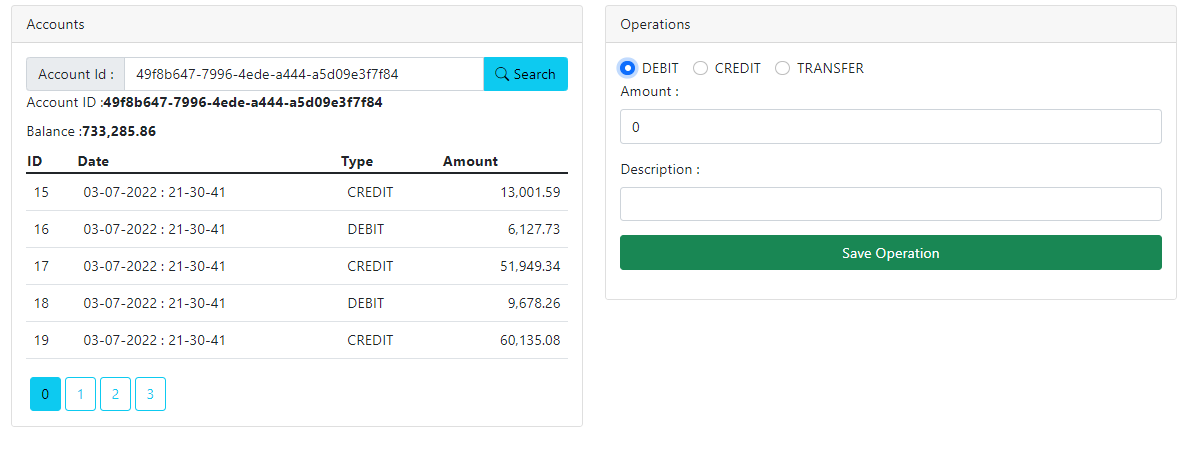 Accounts
Account Id : 49f8b647-7996-4ede-a444-a5d09e3f7f84 Search
Account ID :49f8b647-7996-4ede-a444-a5d09e3f7f84
Balance :733,285.86
ID Date Type Amount
15 03-07-2022 : 21-30-41 CREDIT 13,001.59
16 03-07-2022 : 21-30-41 DEBIT 6,127.73
17 03-07-2022 : 21-30-41 CREDIT 51,949.34
18 03-07-2022 : 21-30-41 DEBIT 9,678.26
19 03-07-2022 : 21-30-41 CREDIT 60,135.08
0 1 2 3
Operations
DEBIT CREDIT TRANSFER
Amount :
0
Description :
Save Operation